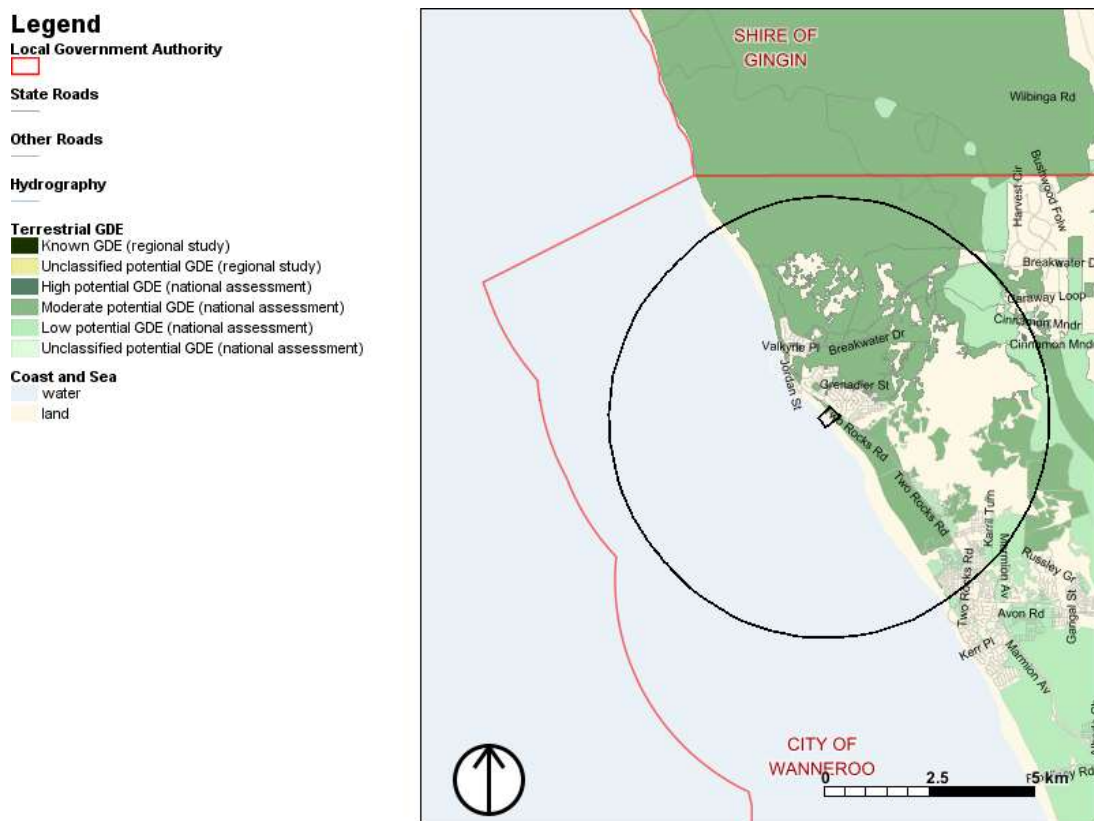 Legend
Local Government Authority
State Roads
Other Roads
Hydrography
Terrestrial GDE
Known GDE (regional study)
Unclassified potential GDE (regional study)
High potential GDE (national assessment)
Moderate potential GDE (national assessment)
Low potential GDE (national assessment)
Unclassified potential GDE (national assessment)
Coast and Sea
water
land
SHIRE OF
GINGIN
Wilbinga Rd
Harvest Cir
Bushwood Folw
Breakwater D
Caraway Loop
Cinnamon Mndr
Cinnamon Mndr
Valkyrie Pl
Breakwater Dr
Jordan St
Grenadier St
Two Rocks Rd
Two Rocks Rd
Karril Turn
Marmion Av
Russley Gr
Two Rocks Rd
Avon Rd
Gangal St
Kerr Pl
Marmion Av
CITY OF
WANNEROO
0 2.5 5 km